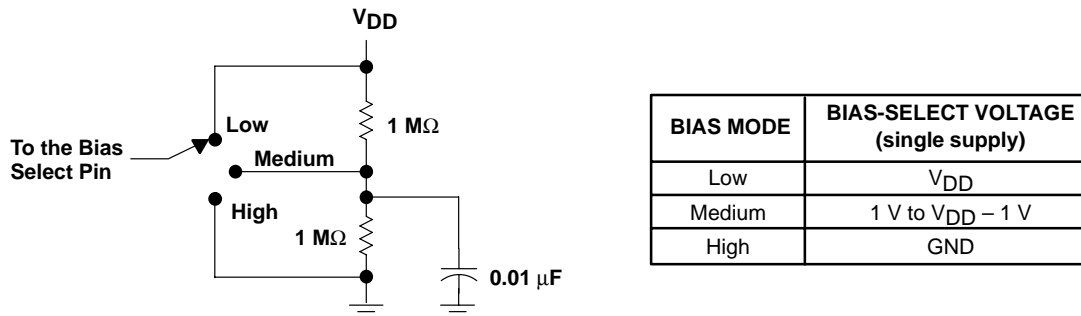 VDD
Low
1 MΩ
To the Bias
Select Pin
Medium
High
1 MΩ
0.01 μF
BIAS MODE
BIAS-SELECT VOLTAGE
(single supply)
Low
VDD
Medium
1 V to VDD – 1 V
High
GND